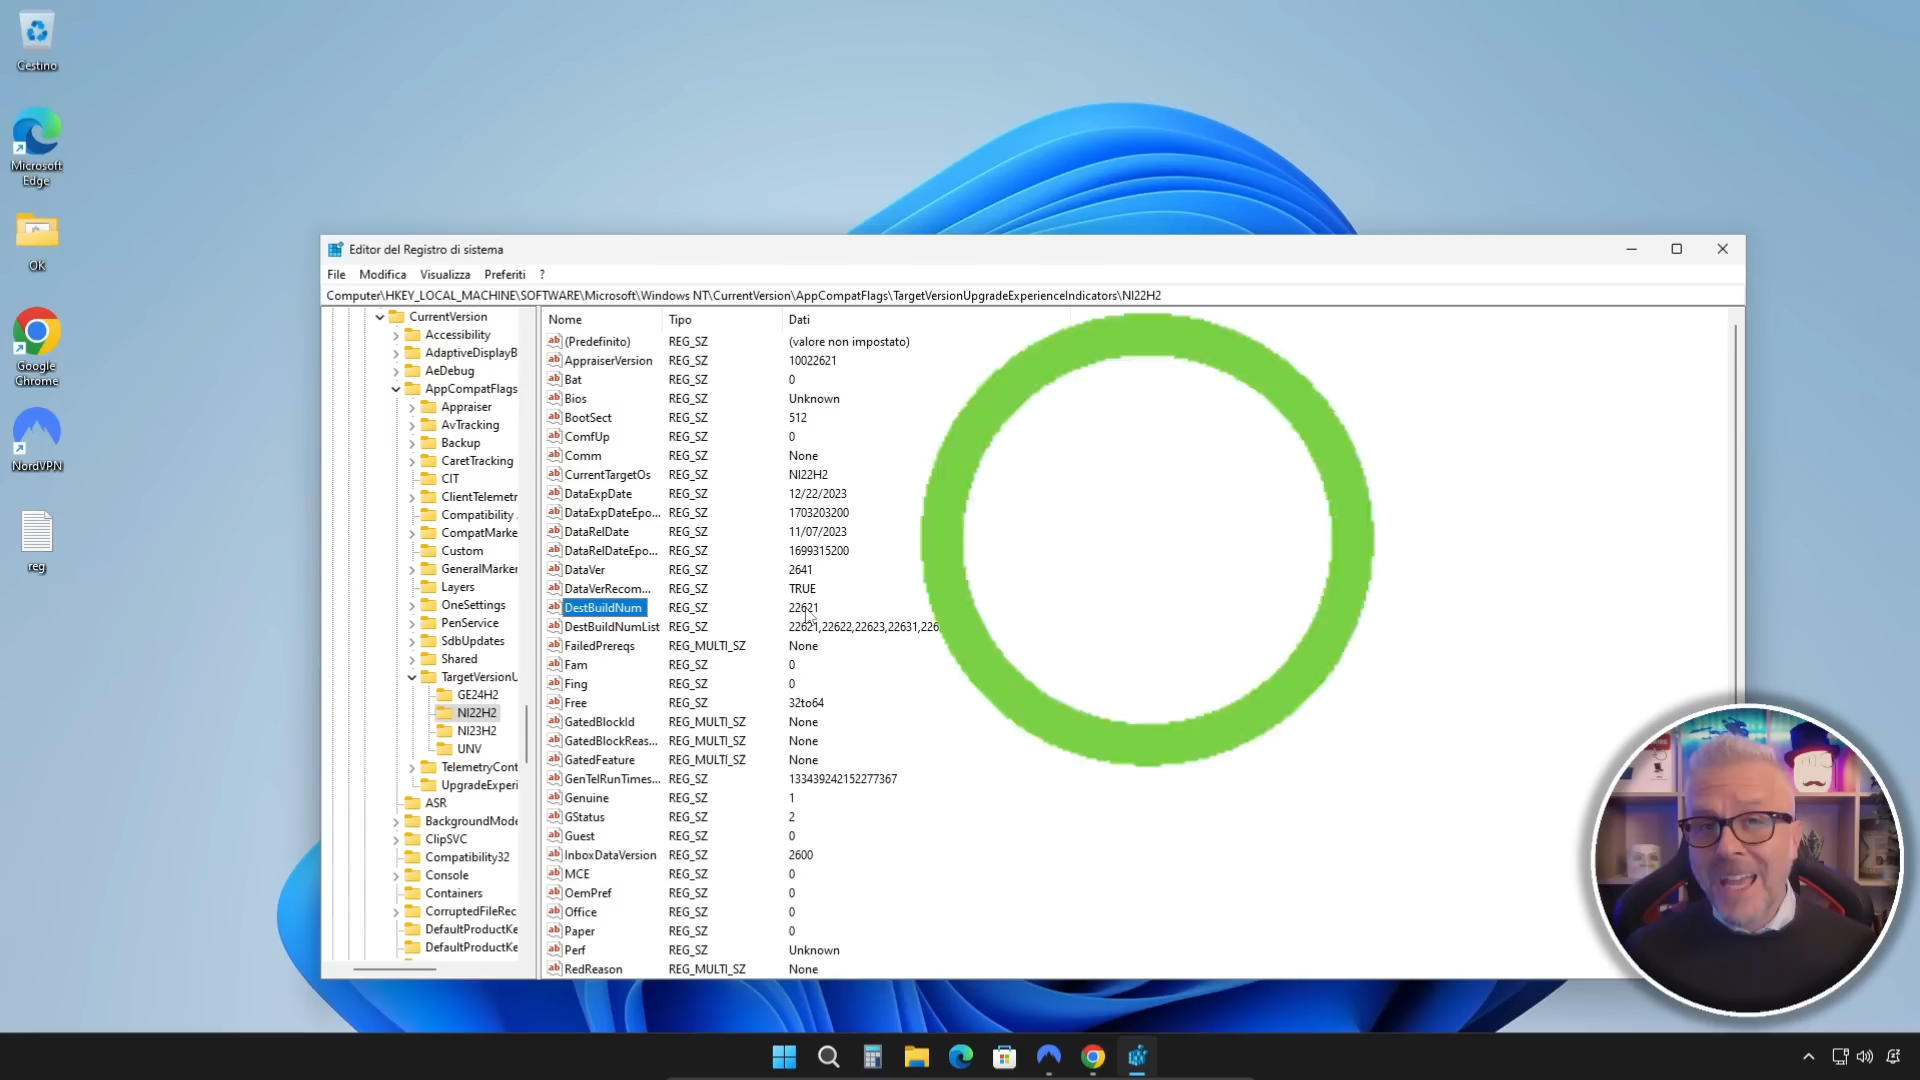 Cestino
Microsoft
Edge
OK
Google
Chrome
NordVPN
reg
Editor del Registro di sistema
File Modifica Visualizza Preferiti ?
Computer\HKEY_LOCAL_MACHINE\SOFTWARE\Microsoft\Windows NT\CurrentVersion\AppCompatFlags\TargetVersionUpgradeExperienceIndicators\NI22H2
CurrentVersion
Accessibility
AdaptiveDisplayB
AeDebug
AppCompatFlags
Appraiser
AvTracking
Backup
CaretTracking
CIT
ClientTelemetr
Compatibility
CompatMarke
Custom
GeneralMarker
Layers
OneSettings
PenService
SdbUpdates
Shared
TargetVersionU
GE24H2
NI22H2
NI23H2
UNV
TelemetryCont
UpgradeExperi
ASR
BackgroundMode
ClipSVC
Compatibility32
Console
Containers
CorruptedFileRec
DefaultProductKe
DefaultProductKe
Nome Tipo Dati
(Predefinito) REG_SZ (valore non impostato)
AppraiserVersion REG_SZ 10022621
Bat REG_SZ 0
Bios REG_SZ Unknown
BootSect REG_SZ 512
ComfUp REG_SZ 0
Comm REG_SZ None
CurrentTargetOs REG_SZ NI22H2
DataExpDate REG_SZ 12/22/2023
DataExpDateEpo... REG_SZ 1703203200
DataRelDate REG_SZ 11/07/2023
DataRelDateEpo... REG_SZ 1699315200
DataVer REG_SZ 2641
DataVerRecom... REG_SZ TRUE
DestBuildNum REG_SZ 22621
DestBuildNumList REG_SZ 22621,22622,22623,22631,226
FailedPrereqs REG_MULTI_SZ None
Fam REG_SZ 0
Fing REG_SZ 0
Free REG_SZ 32to64
GatedBlockId REG_MULTI_SZ None
GatedBlockReas... REG_MULTI_SZ None
GatedFeature REG_MULTI_SZ None
GenTelRunTimes... REG_SZ 133439242152277367
Genuine REG_SZ 1
GStatus REG_SZ 2
Guest REG_SZ 0
InboxDataVersion REG_SZ 2600
MCE REG_SZ 0
OemPref REG_SZ 0
Office REG_SZ 0
Paper REG_SZ 0
Perf REG_SZ Unknown
RedReason REG_MULTI_SZ None